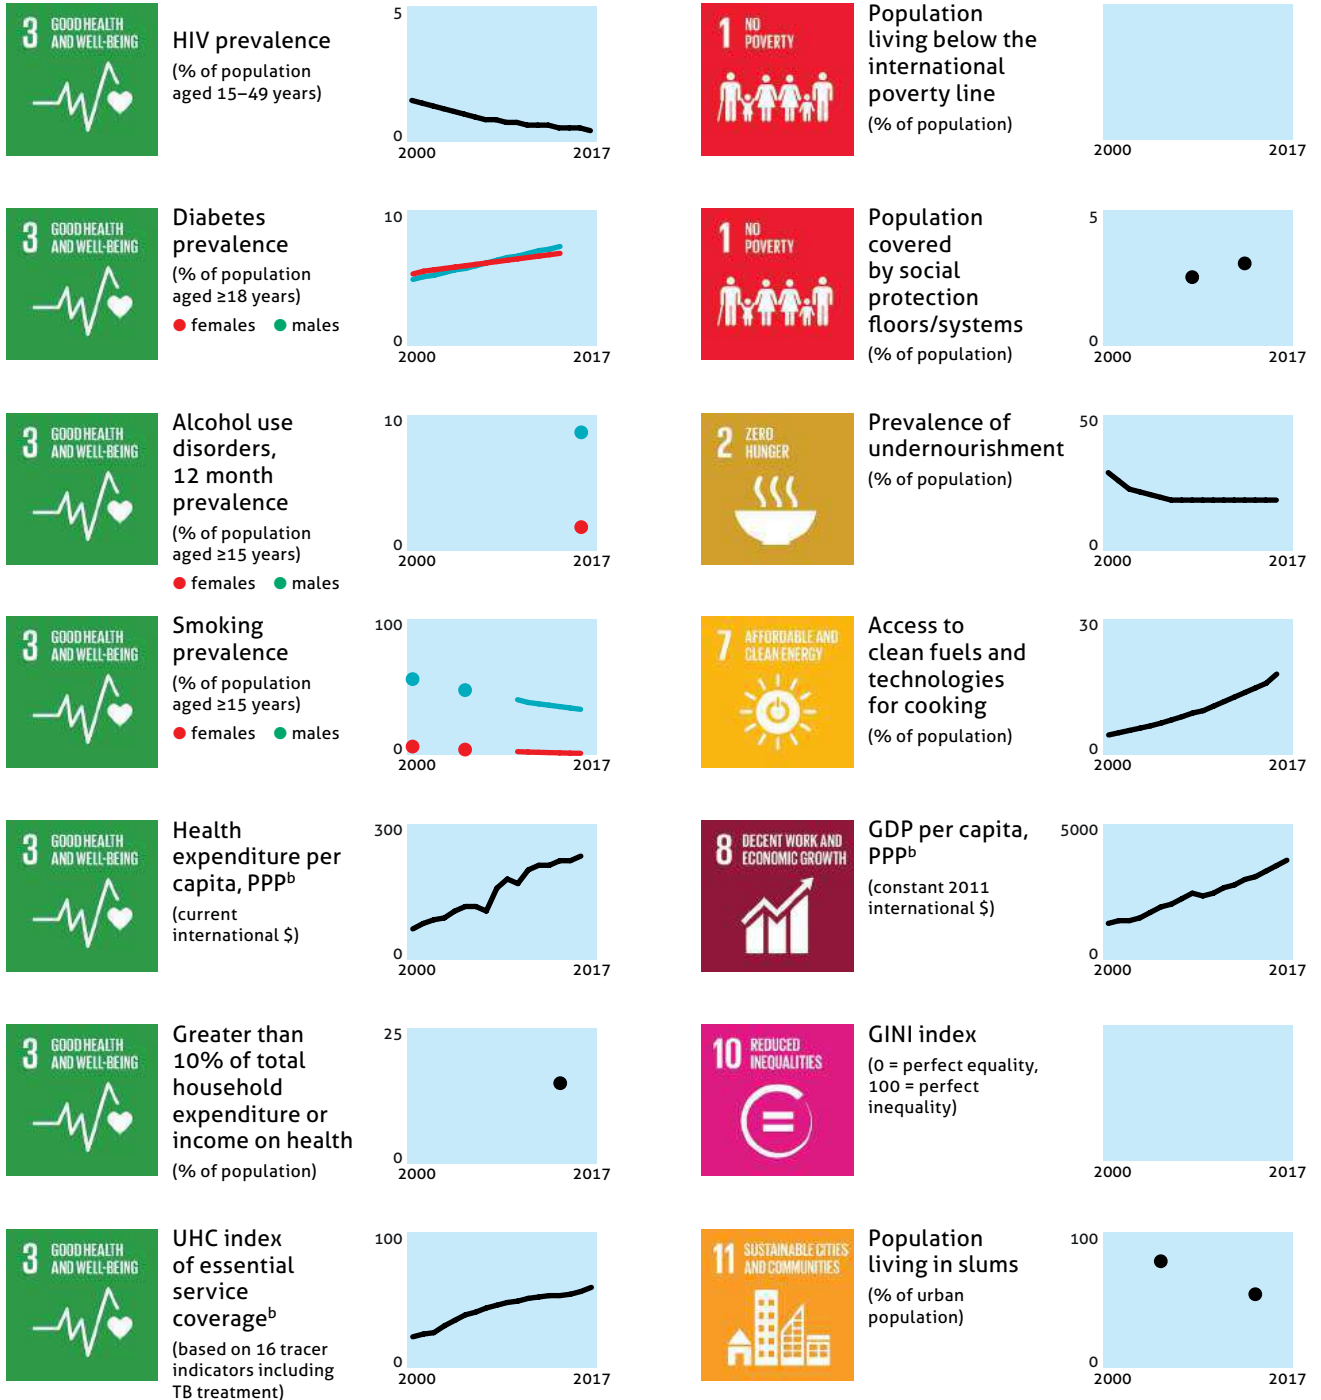 3 GOOD HEALTH
AND WELL-BEING
HIV prevalence
(% of population
aged 15–49 years)
5
0
2000 2017
3 GOOD HEALTH
AND WELL-BEING
Diabetes
prevalence
(% of population
aged ≥18 years)
females males
10
0
2000 2017
3 GOOD HEALTH
AND WELL-BEING
Alcohol use
disorders,
12 month
prevalence
(% of population
aged ≥15 years)
females males
10
0
2000 2017
3 GOOD HEALTH
AND WELL-BEING
Smoking
prevalence
(% of population
aged ≥15 years)
females males
100
0
2000 2017
3 GOOD HEALTH
AND WELL-BEING
Health
expenditure per
capita, PPPᵇ
(current
international $)
300
0
2000 2017
3 GOOD HEALTH
AND WELL-BEING
Greater than
10% of total
household
expenditure or
income on health
(% of population)
25
0
2000 2017
3 GOOD HEALTH
AND WELL-BEING
UHC index
of essential
service
coverageᵇ
(based on 16 tracer
indicators including
TB treatment)
100
0
2000 2017
1 NO
POVERTY
Population
living below the
international
poverty line
(% of population)
2000 2017
1 NO
POVERTY
Population
covered
by social
protection
floors/systems
(% of population)
5
0
2000 2017
2 ZERO
HUNGER
Prevalence of
undernourishment
(% of population)
50
0
2000 2017
7 AFFORDABLE AND
CLEAN ENERGY
Access to
clean fuels and
technologies
for cooking
(% of population)
30
0
2000 2017
8 DECENT WORK AND
ECONOMIC GROWTH
GDP per capita,
PPPᵇ
(constant 2011
international $)
5000
0
2000 2017
10 REDUCED
INEQUALITIES
GINI index
(0 = perfect equality,
100 = perfect
inequality)
2000 2017
11 SUSTAINABLE CITIES
AND COMMUNITIES
Population
living in slums
(% of urban
population)
100
0
2000 2017